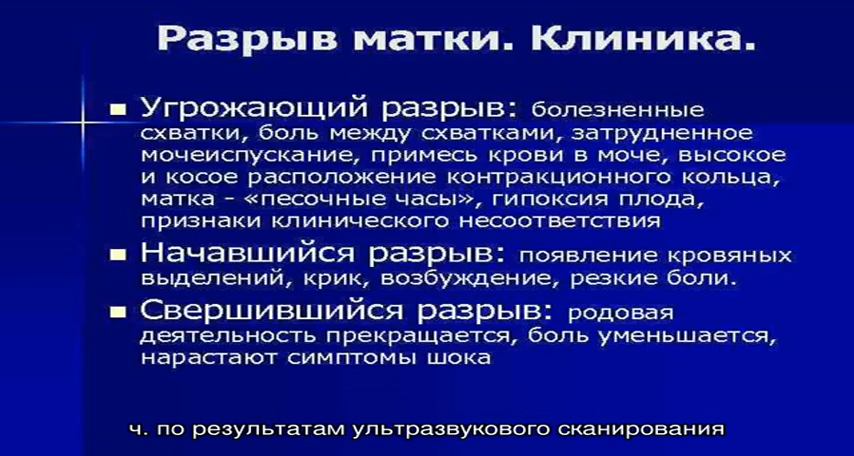 Разрыв матки. Клиника.
Угрожающий разрыв: болезненные
схватки, боль между схватками, затрудненное
мочеиспускание, примесь крови в моче, высокое
и косое расположение контракционного кольца,
матка - «песочные часы», гипоксия плода,
признаки клинического несоответствия
Начавшийся разрыв: появление кровяных
выделений, крик, возбуждение, резкие боли.
Свершившийся разрыв: родовая
деятельность прекращается, боль уменьшается,
нарастают симптомы шока
ч. по результатам ультразвукового сканирования